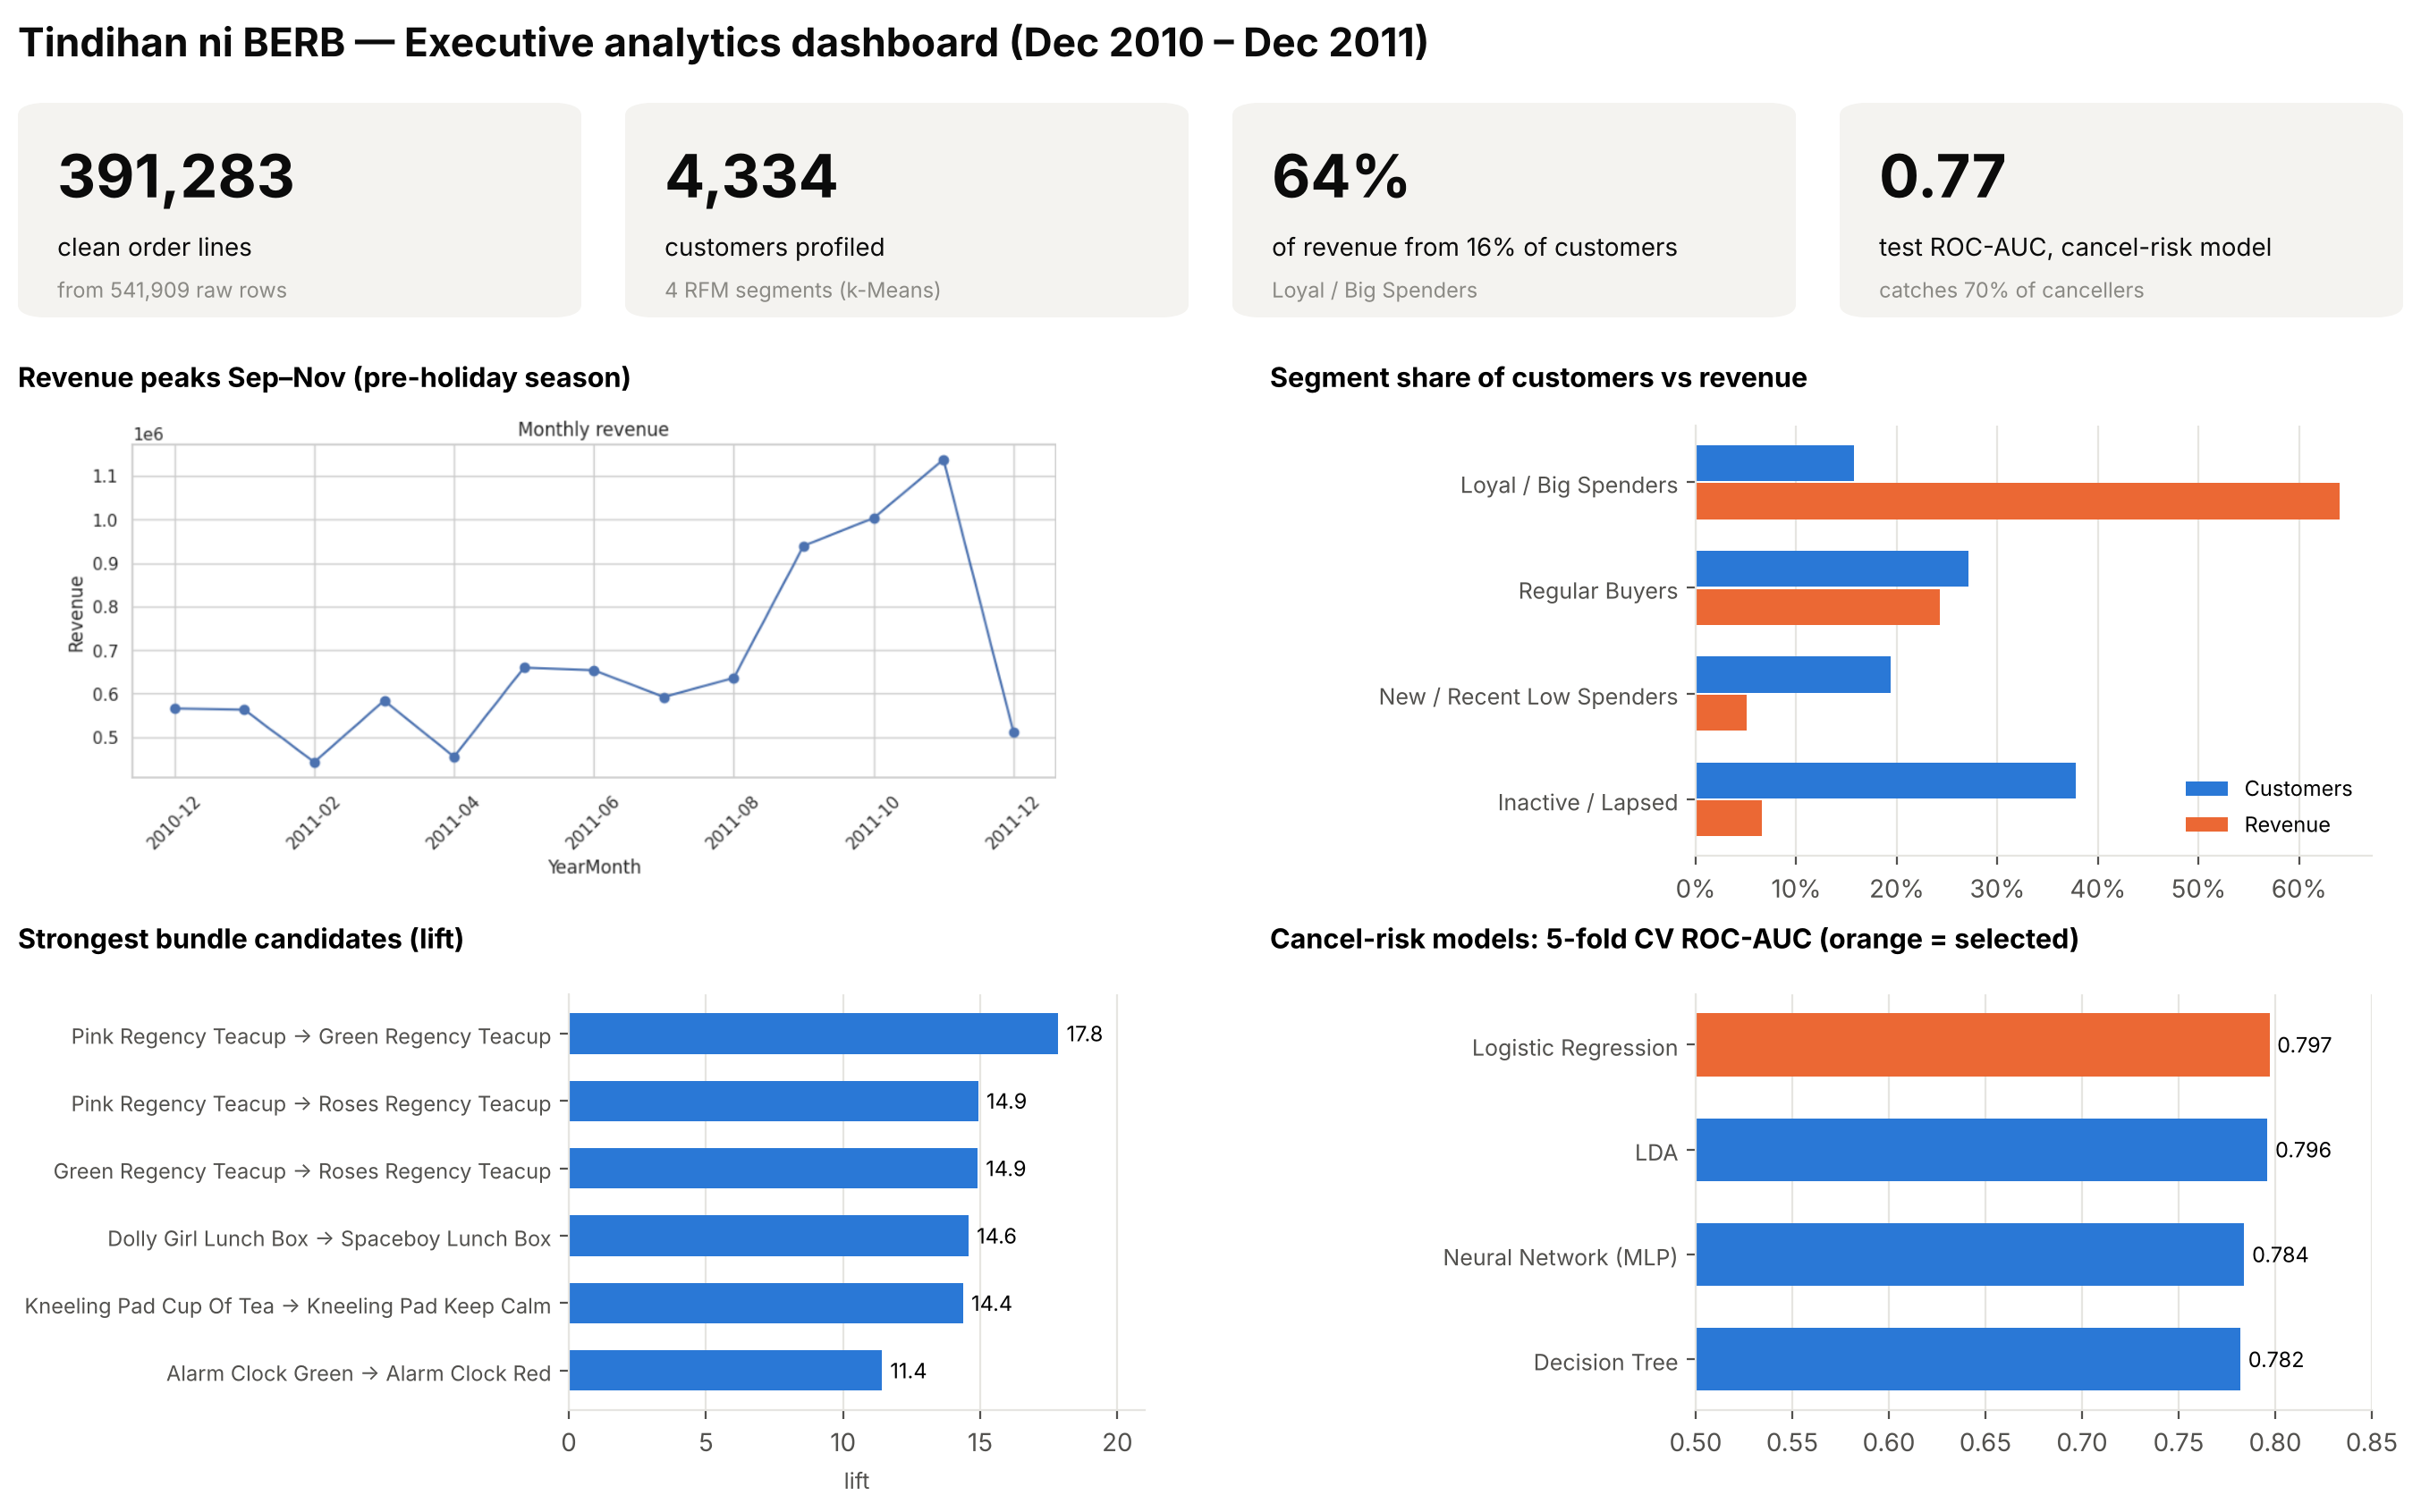 Tindihan ni BERB — Executive analytics dashboard (Dec 2010 – Dec 2011)
391,283
clean order lines
from 541,909 raw rows
4,334
customers profiled
4 RFM segments (k-Means)
64%
of revenue from 16% of customers
Loyal / Big Spenders
0.77
test ROC-AUC, cancel-risk model
catches 70% of cancellers
Revenue peaks Sep–Nov (pre-holiday season)
Monthly revenue
1e6
1.1
1.0
0.9
0.8
0.7
0.6
0.5
Revenue
2010-12
2011-02
2011-04
2011-06
2011-08
2011-10
2011-12
YearMonth
Segment share of customers vs revenue
Loyal / Big Spenders
Regular Buyers
New / Recent Low Spenders
Inactive / Lapsed
Customers
Revenue
0% 10% 20% 30% 40% 50% 60%
Strongest bundle candidates (lift)
Pink Regency Teacup → Green Regency Teacup 17.8
Pink Regency Teacup → Roses Regency Teacup 14.9
Green Regency Teacup → Roses Regency Teacup 14.9
Dolly Girl Lunch Box → Spaceboy Lunch Box 14.6
Kneeling Pad Cup Of Tea → Kneeling Pad Keep Calm 14.4
Alarm Clock Green → Alarm Clock Red 11.4
0 5 10 15 20
lift
Cancel-risk models: 5-fold CV ROC-AUC (orange = selected)
Logistic Regression 0.797
LDA 0.796
Neural Network (MLP) 0.784
Decision Tree 0.782
0.50 0.55 0.60 0.65 0.70 0.75 0.80 0.85